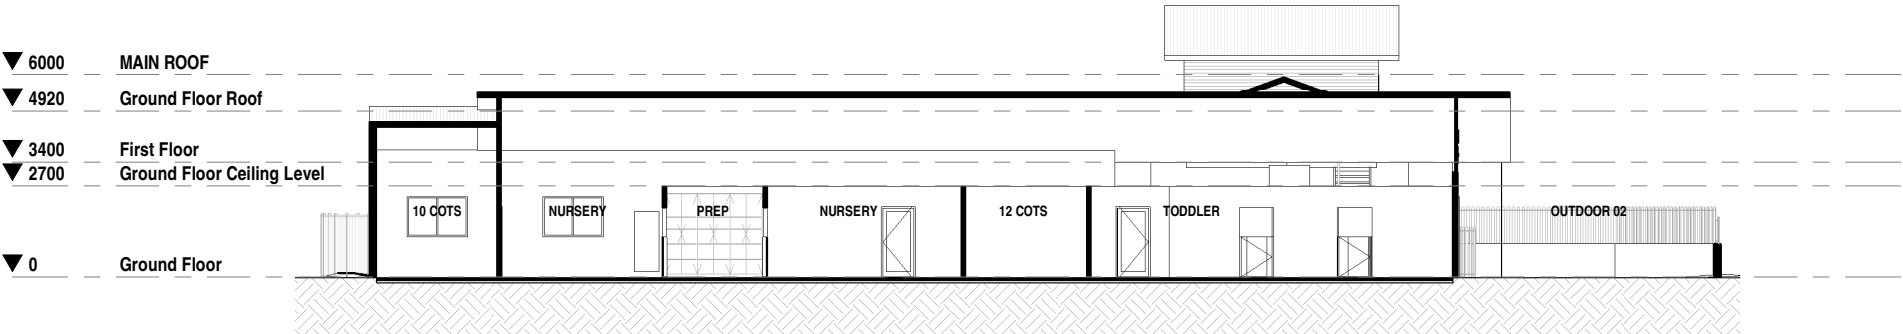 6000 MAIN ROOF
4920 Ground Floor Roof
3400 First Floor
2700 Ground Floor Ceiling Level
10 COTS NURSERY PREP NURSERY 12 COTS TODDLER OUTDOOR 02
0 Ground Floor